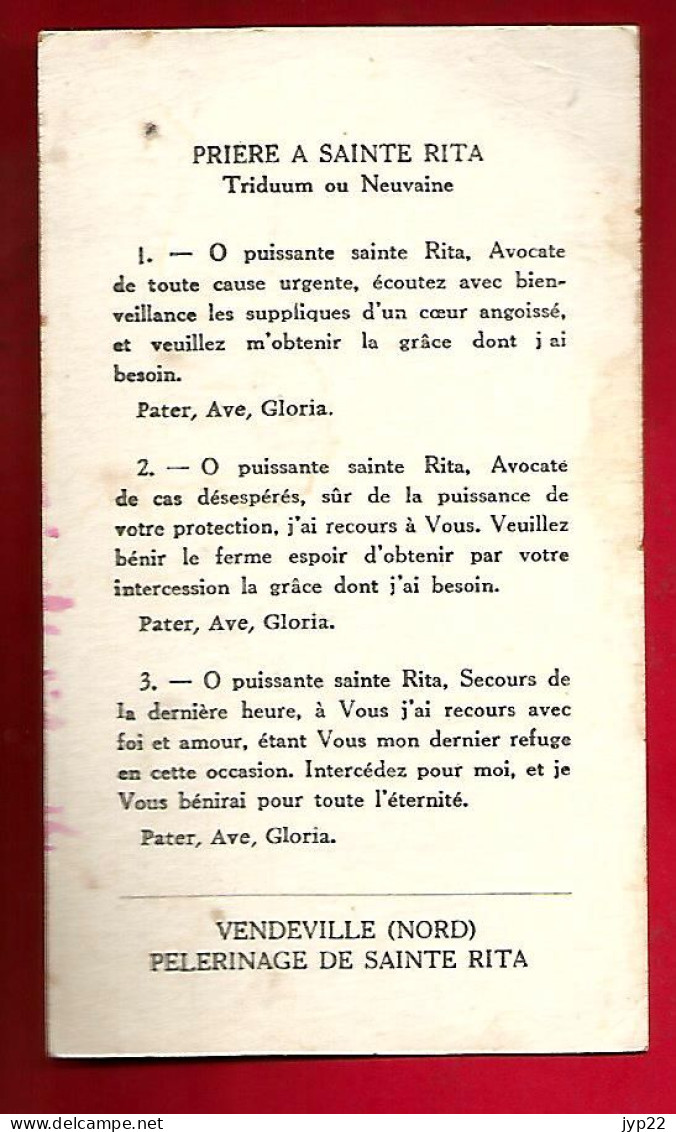 PRIÈRE A SAINTE RITA
Triduum ou Neuvaine
1. — O puissante sainte Rita, Avocate
de toute cause urgente, écoutez avec bien-
veillance les suppliques d'un cœur angoissé,
et veuillez m'obtenir la grâce dont j ai
besoin.
Pater, Ave, Gloria.
2. — O puissante sainte Rita, Avocate
de cas désespérés, sûr de la puissance de
votre protection, j'ai recours à Vous. Veuillez
bénir le ferme espoir d'obtenir par votre
intercession la grâce dont j'ai besoin.
Pater, Ave, Gloria.
3. — O puissante sainte Rita, Secours de
la dernière heure, à Vous j'ai recours avec
foi et amour, étant Vous mon dernier refuge
en cette occasion. Intercédez pour moi, et je
Vous bénirai pour toute l'éternité.
Pater, Ave, Gloria.
VENDEVILLE (NORD)
PELERINAGE DE SAINTE RITA
delcampe.net
jyp22